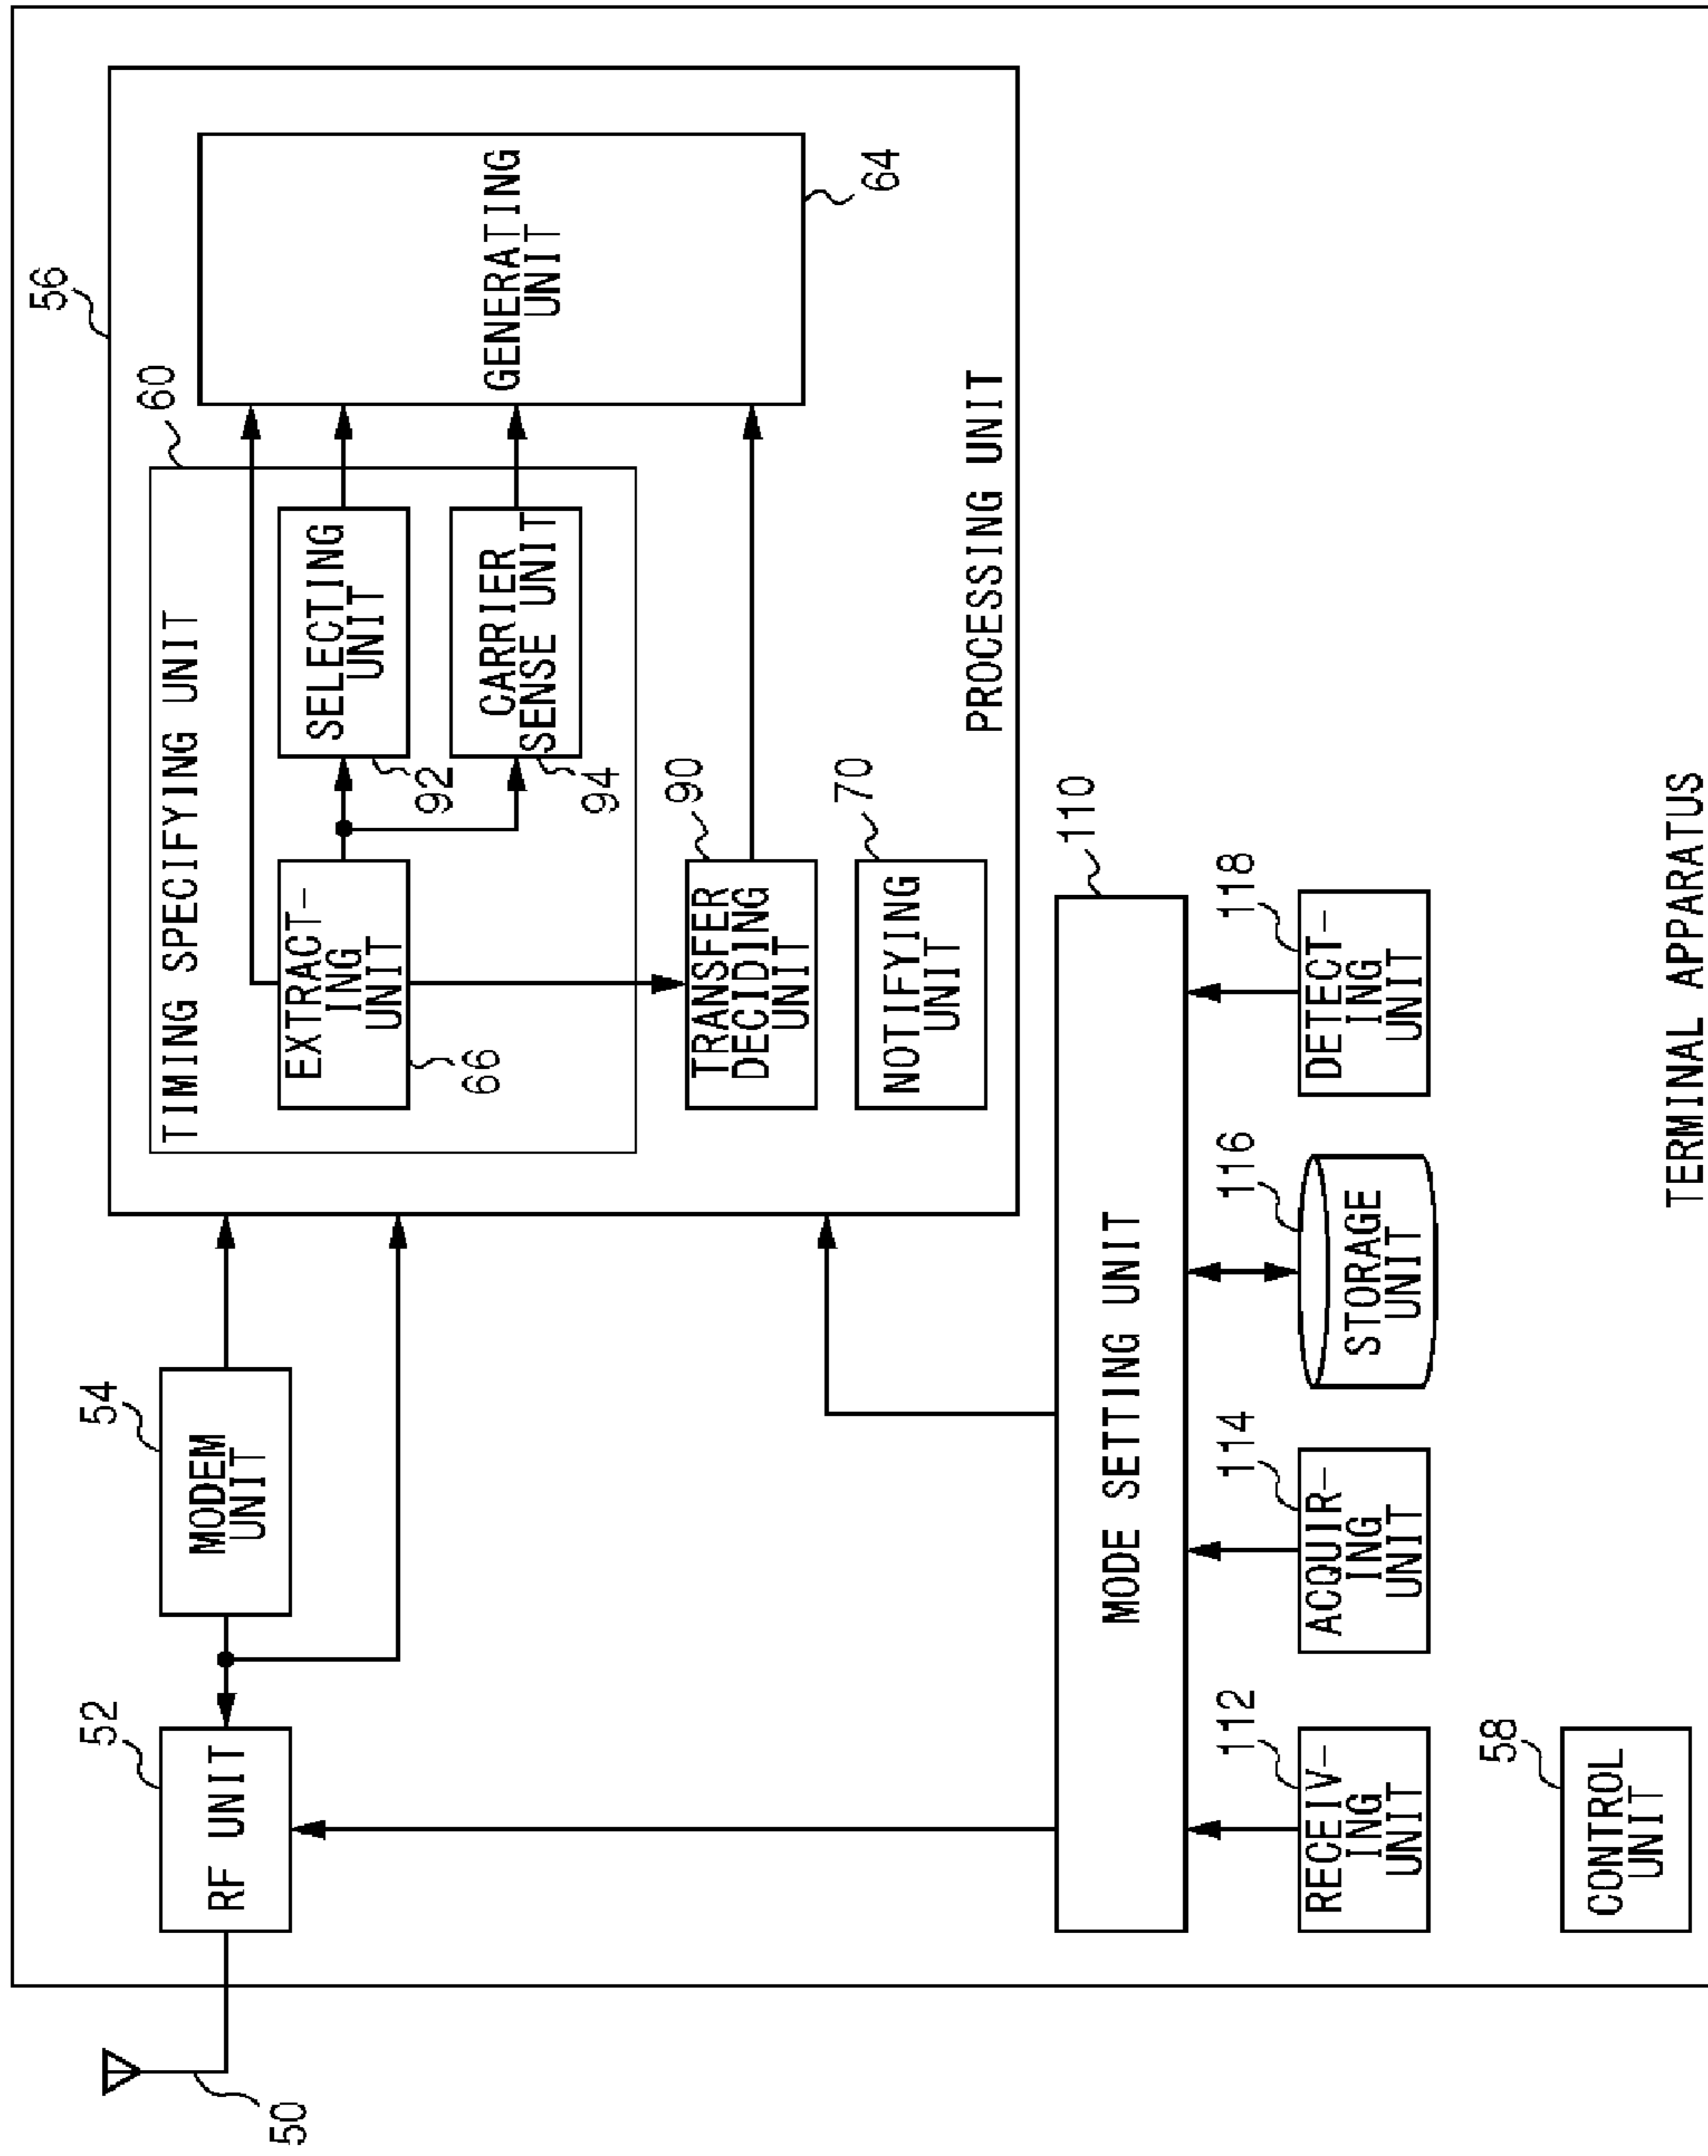 56
60
TIMING SPECIFYING UNIT
54
52
MODEM
UNIT
RF UNIT
50
EXTRACT-
ING
UNIT
66
SELECTING
UNIT
92
CARRIER
SENSE UNIT
94
GENERATING
UNIT
64
TRANSFER
DECIDING
UNIT
90
NOTIFYING
UNIT
70
PROCESSING UNIT
110
MODE SETTING UNIT
112
RECEIV-
ING
UNIT
114
ACQUIR-
ING
UNIT
116
STORAGE
UNIT
118
DETECT-
ING
UNIT
58
CONTROL
UNIT
TERMINAL APPARATUS